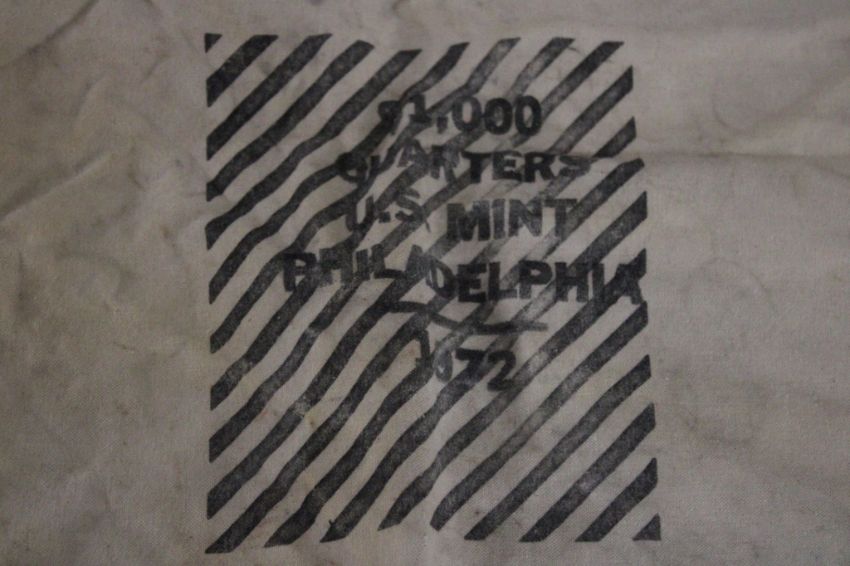 $1,000
QUARTERS
U.S. MINT
PHILADELPHIA
1972